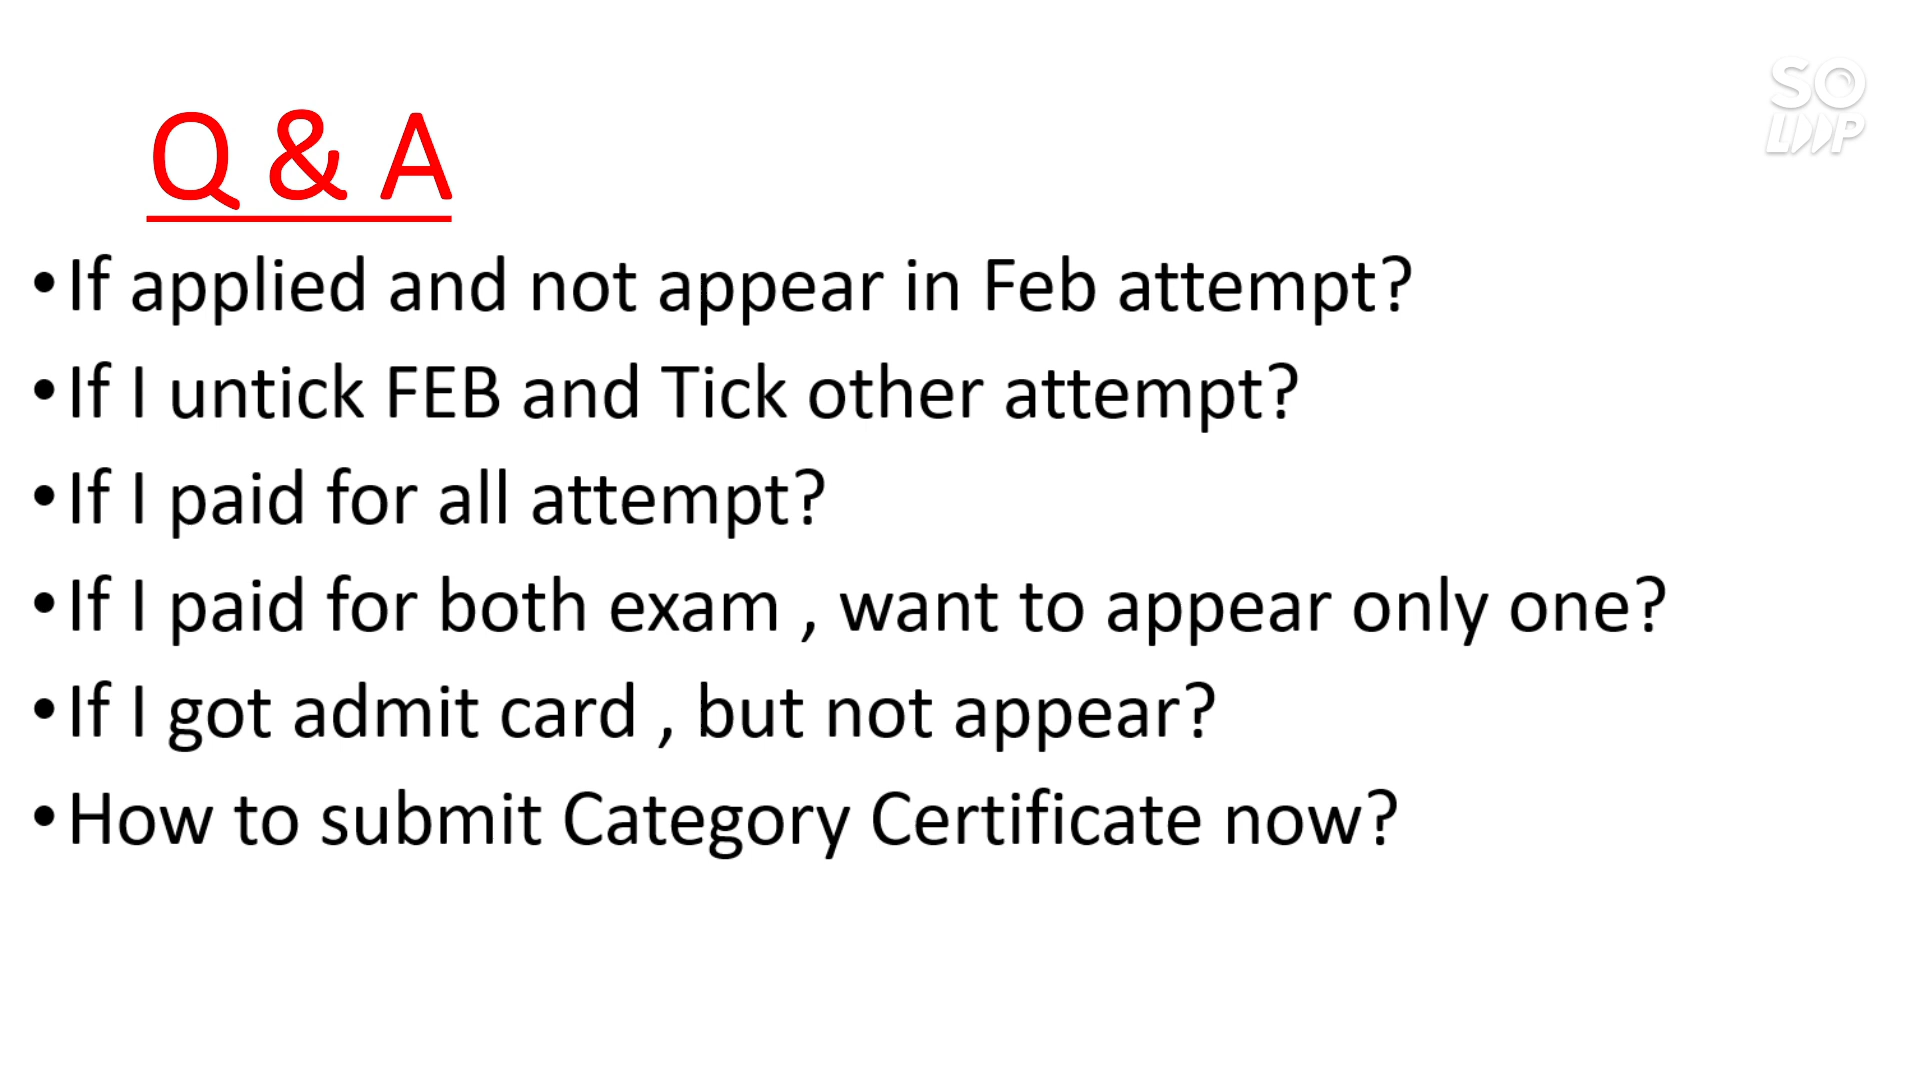 SO
LOOP
Q & A
•If applied and not appear in Feb attempt?
•If I untick FEB and Tick other attempt?
•If I paid for all attempt?
•If I paid for both exam , want to appear only one?
•If I got admit card , but not appear?
•How to submit Category Certificate now?